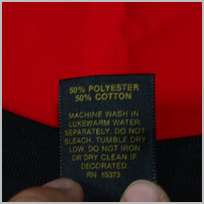 50% POLYESTER
50% COTTON
MACHINE WASH IN
LUKEWARM WATER
SEPARATELY. DO NOT
BLEACH. TUMBLE DRY
LOW. DO NOT IRON
OR DRY CLEAN IF
DECORATED.
RN 15373